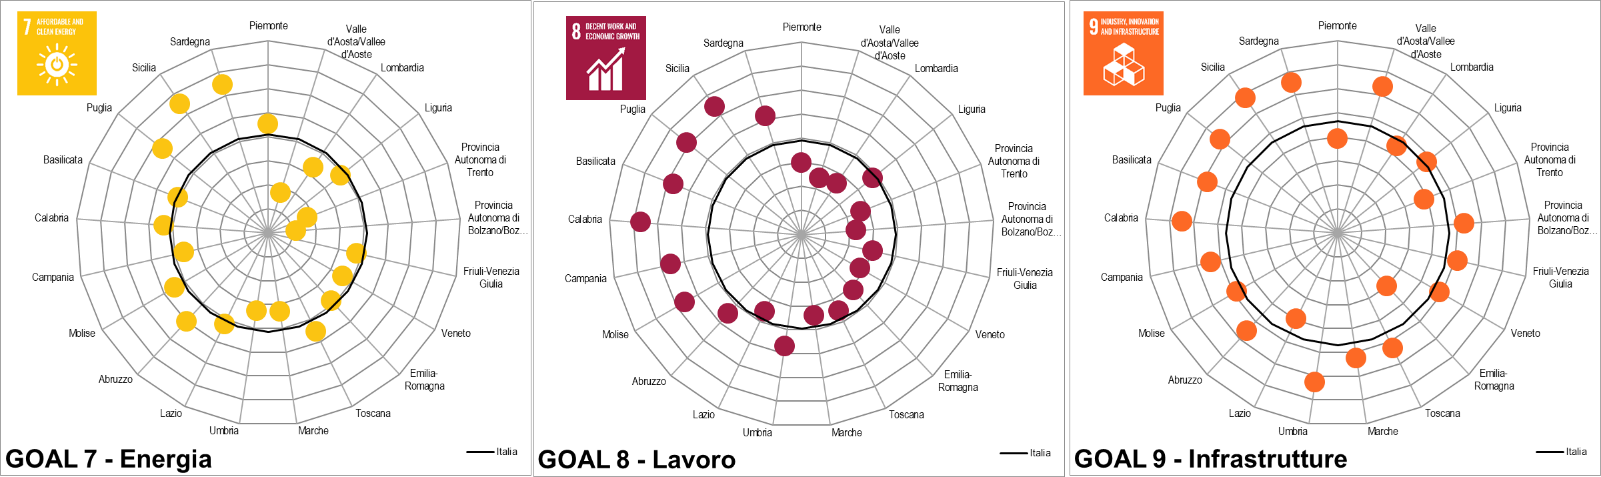 7 AFFORDABLE AND
CLEAN ENERGY
Piemonte
Valle
d'Aosta/Vallee
d'Aoste
Lombardia
Liguria
Provincia
Autonoma di
Trento
Provincia
Autonoma di
Bolzano/Boz...
Friuli-Venezia
Giulia
Veneto
Emilia-
Romagna
Toscana
Marche
Umbria
Lazio
Abruzzo
Molise
Campania
Calabria
Basilicata
Puglia
Sicilia
Sardegna
Italia
GOAL 7 - Energia
8 DECENT WORK AND
ECONOMIC GROWTH
Piemonte
Valle
d'Aosta/Vallee
d'Aoste
Lombardia
Liguria
Provincia
Autonoma di
Trento
Provincia
Autonoma di
Bolzano/Boz...
Friuli-Venezia
Giulia
Veneto
Emilia-
Romagna
Toscana
Marche
Umbria
Lazio
Abruzzo
Molise
Campania
Calabria
Basilicata
Puglia
Sicilia
Sardegna
Italia
GOAL 8 - Lavoro
9 INDUSTRY, INNOVATION
AND INFRASTRUCTURE
Piemonte
Valle
d'Aosta/Vallee
d'Aoste
Lombardia
Liguria
Provincia
Autonoma di
Trento
Provincia
Autonoma di
Bolzano/Boz...
Friuli-Venezia
Giulia
Veneto
Emilia-
Romagna
Toscana
Marche
Umbria
Lazio
Abruzzo
Molise
Campania
Calabria
Basilicata
Puglia
Sicilia
Sardegna
Italia
GOAL 9 - Infrastrutture